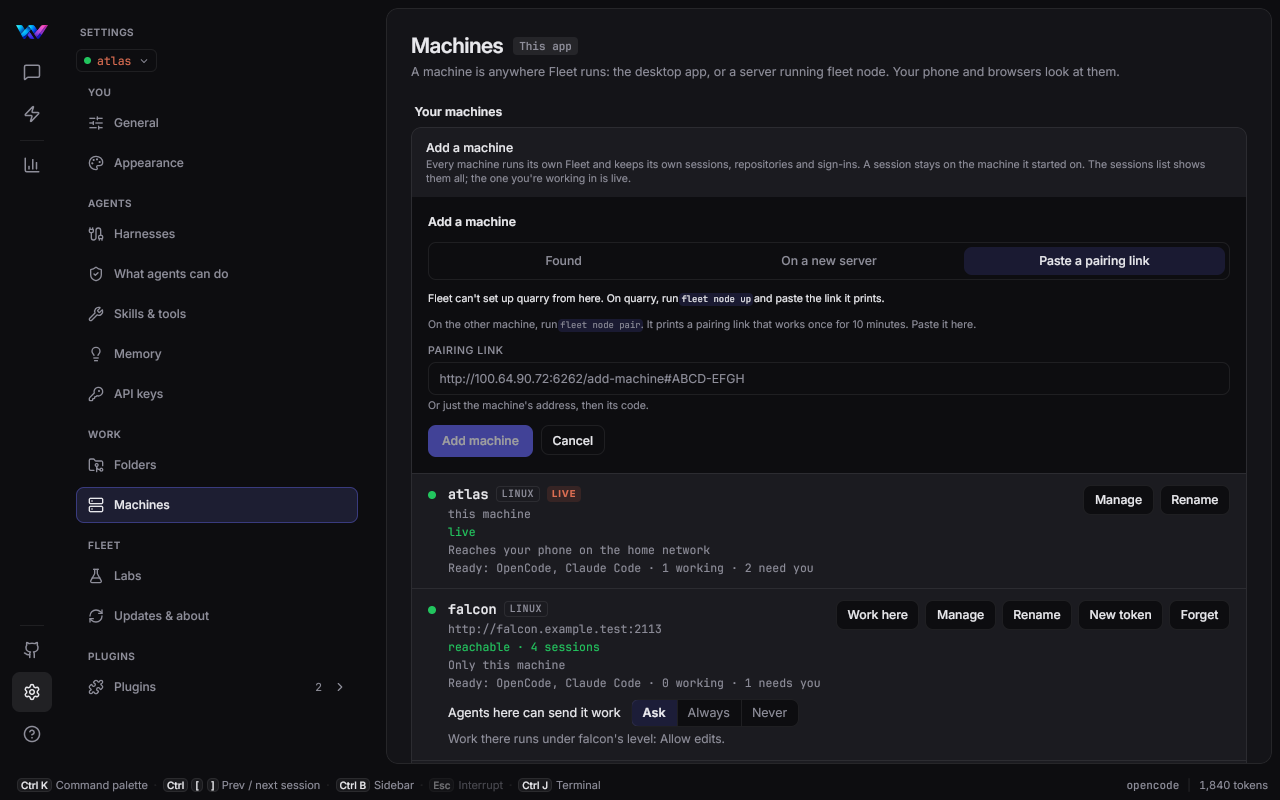 SETTINGS
atlas
YOU
General
Appearance
AGENTS
Harnesses
What agents can do
Skills & tools
Memory
API keys
WORK
Folders
Machines
FLEET
Labs
Updates & about
PLUGINS
Plugins 2
Machines This app
A machine is anywhere Fleet runs: the desktop app, or a server running fleet node. Your phone and browsers look at them.
Your machines
Add a machine
Every machine runs its own Fleet and keeps its own sessions, repositories and sign-ins. A session stays on the machine it started on. The sessions list shows
them all; the one you're working in is live.
Add a machine
Found On a new server Paste a pairing link
Fleet can't set up quarry from here. On quarry, run fleet node up and paste the link it prints.
On the other machine, run fleet node pair. It prints a pairing link that works once for 10 minutes. Paste it here.
PAIRING LINK
http://100.64.90.72:6262/add-machine#ABCD-EFGH
Or just the machine's address, then its code.
Add machine Cancel
atlas LINUX LIVE Manage Rename
this machine
live
Reaches your phone on the home network
Ready: OpenCode, Claude Code · 1 working · 2 need you
falcon LINUX Work here Manage Rename New token Forget
http://falcon.example.test:2113
reachable · 4 sessions
Only this machine
Ready: OpenCode, Claude Code · 0 working · 1 needs you
Agents here can send it work Ask Always Never
Work there runs under falcon's level: Allow edits.
Ctrl K Command palette · Ctrl [ ] Prev / next session · Ctrl B Sidebar · Esc Interrupt · Ctrl J Terminal opencode 1,840 tokens